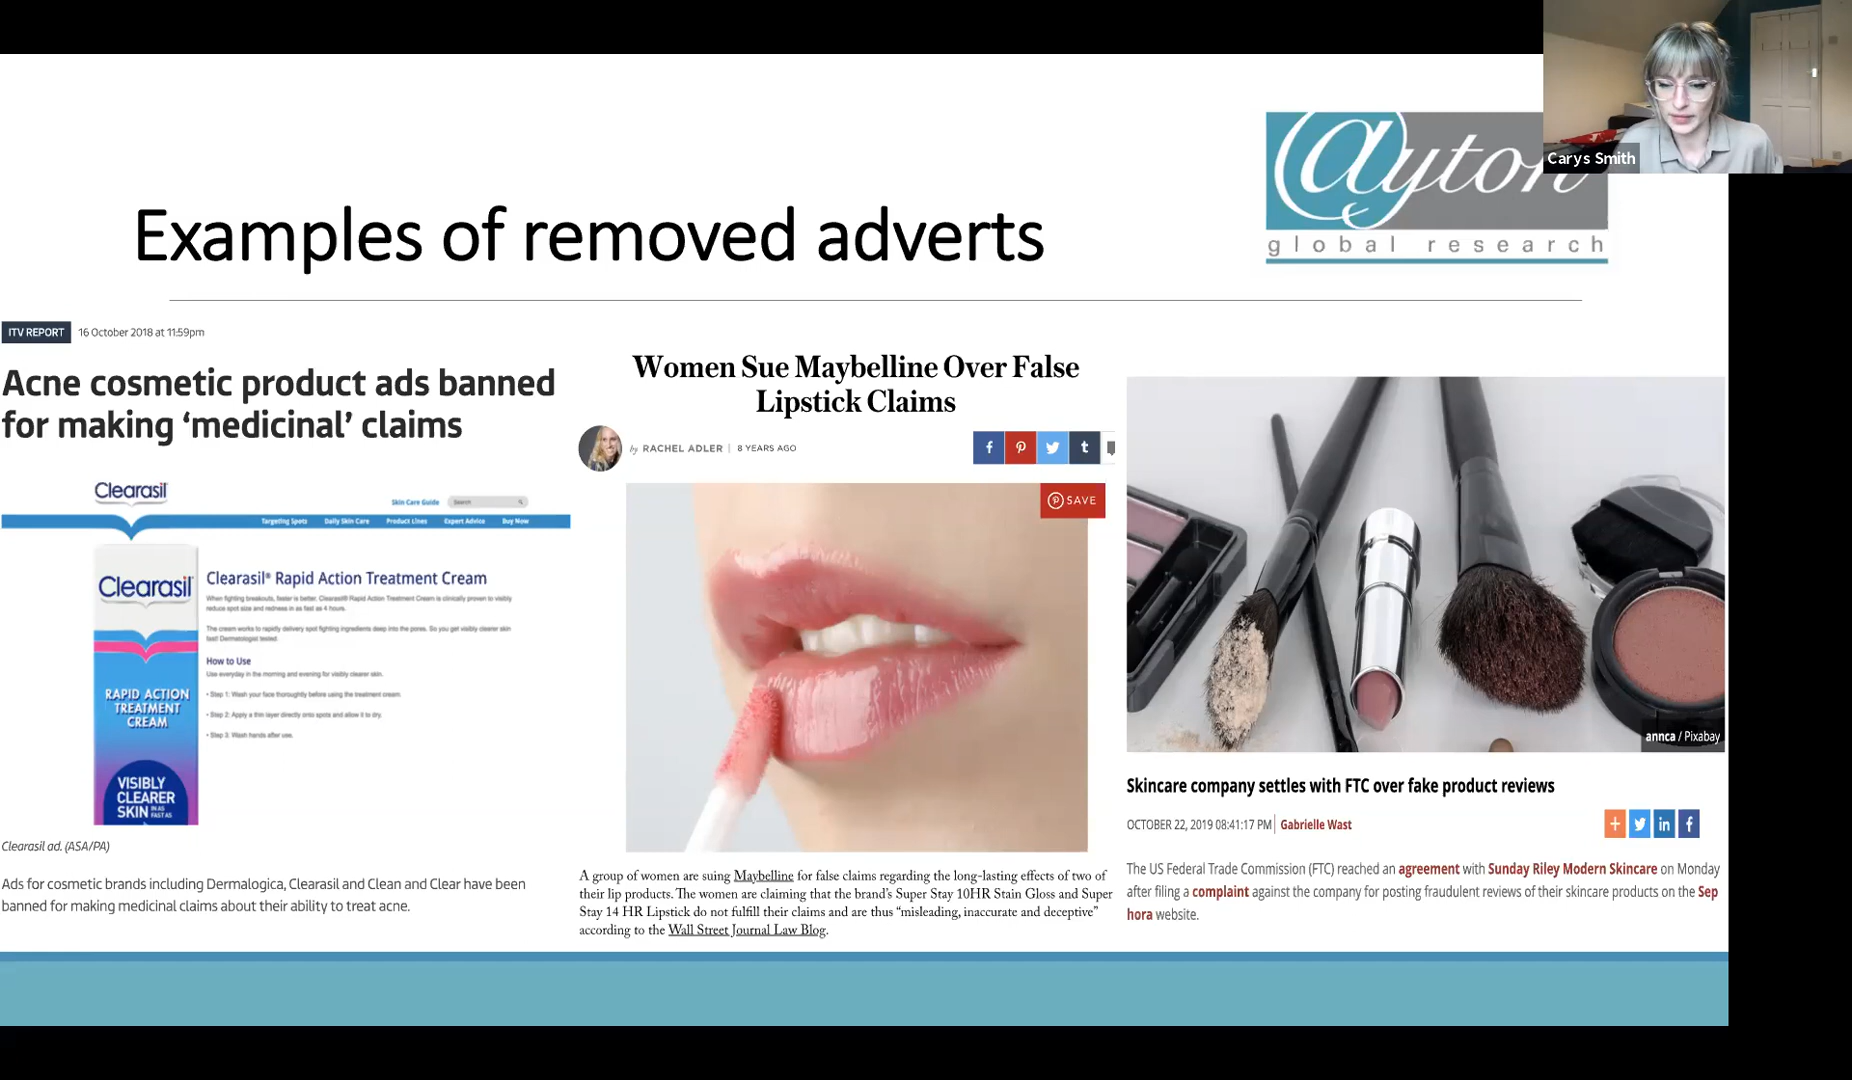 Carys Smith
ayton
global research
Examples of removed adverts
ITV REPORT 16 October 2018 at 11:59pm
Acne cosmetic product ads banned
for making ‘medicinal’ claims
Clearasil
Skin Care Guide Search
Targeting Spots Daily Skin Care Product Lines Expert Advice Buy Now
Clearasil
RAPID ACTION
TREATMENT
CREAM
VISIBLY
CLEARER
SKIN IN AS
FAST AS
Clearasil® Rapid Action Treatment Cream
When fighting breakouts, faster is better. Clearasil® Rapid Action Treatment Cream is clinically proven to visibly
reduce spot size and redness in as fast as 4 hours.
The cream works to rapidly delivery spot fighting ingredients deep into the pores. So you get visibly clearer skin
fast! Dermatologist tested.
How to Use
Use everyday in the morning and evening for visibly clearer skin.
• Step 1: Wash your face thoroughly before using the treatment cream.
• Step 2: Apply a thin layer directly onto spots and allow it to dry.
• Step 3: Wash hands after use.
Clearasil ad. (ASA/PA)
Ads for cosmetic brands including Dermalogica, Clearasil and Clean and Clear have been
banned for making medicinal claims about their ability to treat acne.
Women Sue Maybelline Over False
Lipstick Claims
by RACHEL ADLER | 8 YEARS AGO
SAVE
A group of women are suing Maybelline for false claims regarding the long-lasting effects of two of
their lip products. The women are claiming that the brand’s Super Stay 10HR Stain Gloss and Super
Stay 14 HR Lipstick do not fulfill their claims and are thus “misleading, inaccurate and deceptive”
according to the Wall Street Journal Law Blog.
annca / Pixabay
Skincare company settles with FTC over fake product reviews
OCTOBER 22, 2019 08:41:17 PM | Gabrielle Wast
The US Federal Trade Commission (FTC) reached an agreement with Sunday Riley Modern Skincare on Monday
after filing a complaint against the company for posting fraudulent reviews of their skincare products on the Sep
hora website.